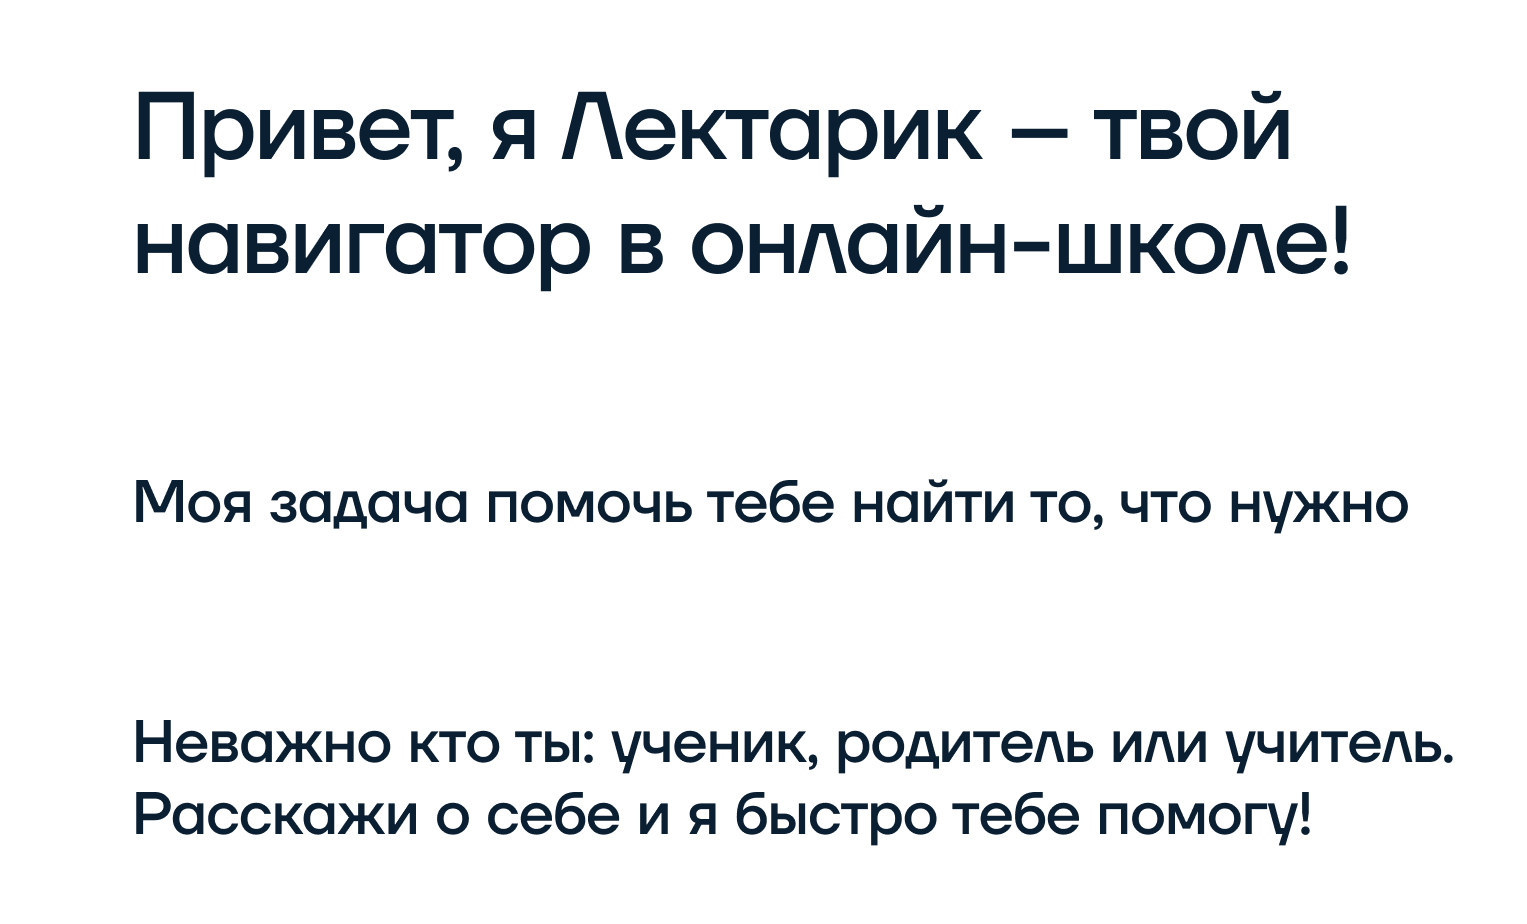 Привет, я Лектарик – твой
навигатор в онлайн-школе!
Моя задача помочь тебе найти то, что нужно
Неважно кто ты: ученик, родитель или учитель.
Расскажи о себе и я быстро тебе помогу!